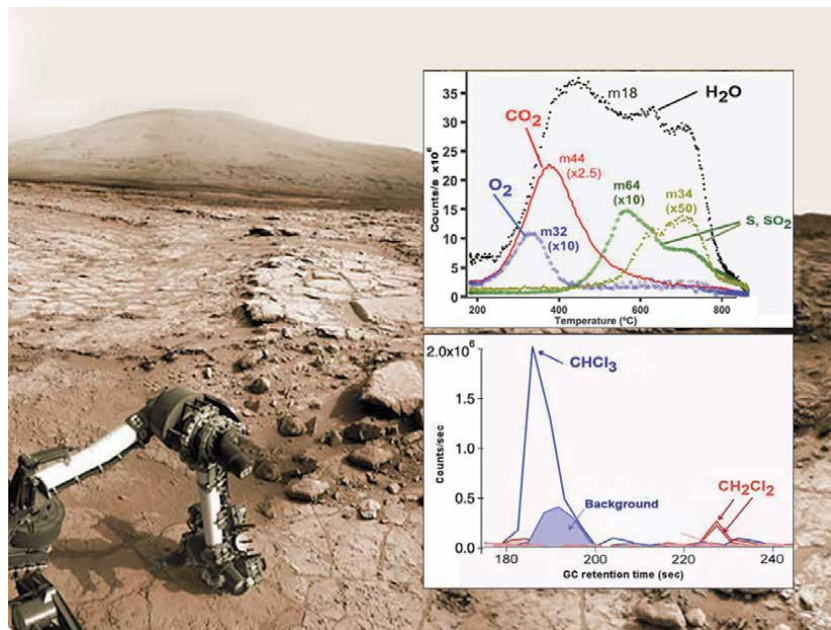 35
30
25
20
15
10
5
0
Counts/s x10⁶
m18
H₂O
CO₂
m44
(x2.5)
O₂
m32
(x10)
m64
(x10)
m34
(x50)
S, SO₂
200 400 600 800
Temperature (ºC)
2.0x10⁶
1.5
1.0
0.5
0.0
Counts/sec
CHCl₃
Background
CH₂Cl₂
180 200 220 240
GC retention time (sec)